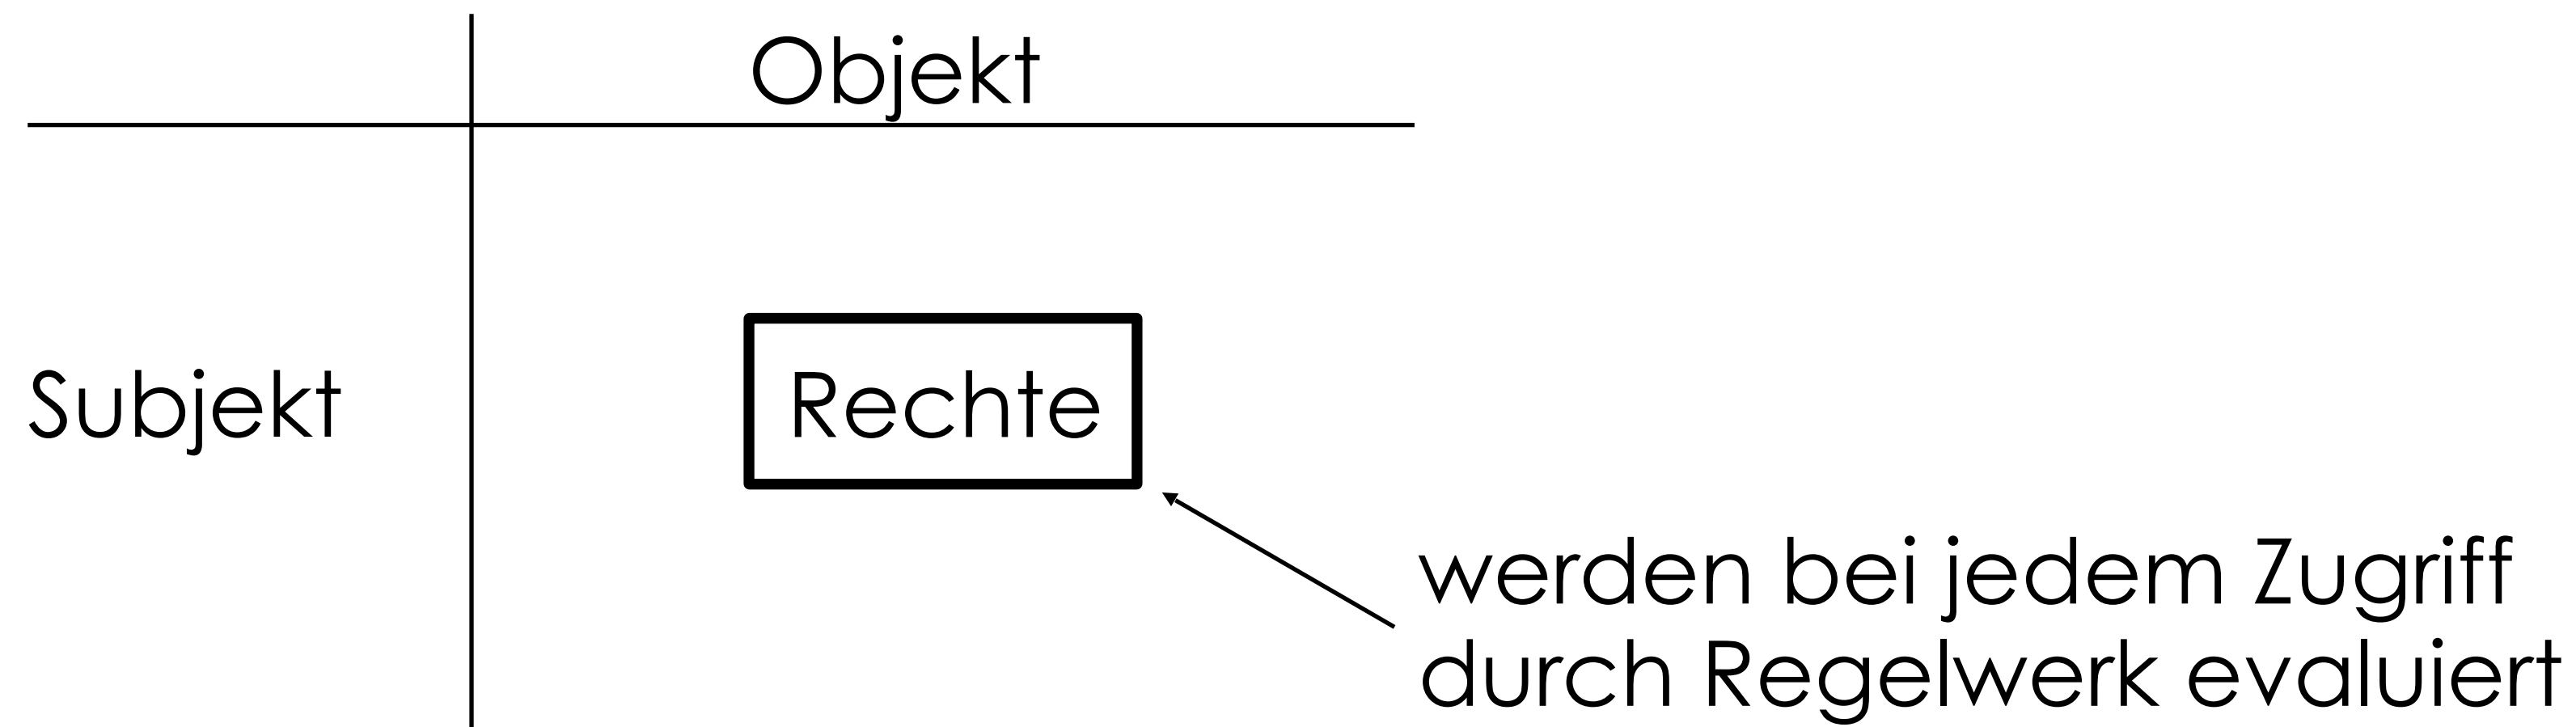 Objekt
Subjekt
Rechte
werden bei jedem Zugriff
durch Regelwerk evaluiert